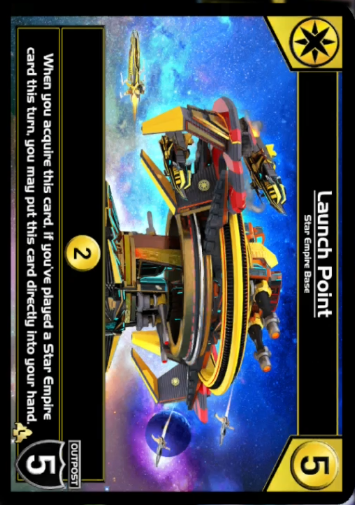 Launch Point
Star Empire Base
5
2
When you acquire this card, if you've played a Star Empire
card this turn, you may put this card directly into your hand.
OUTPOST
5